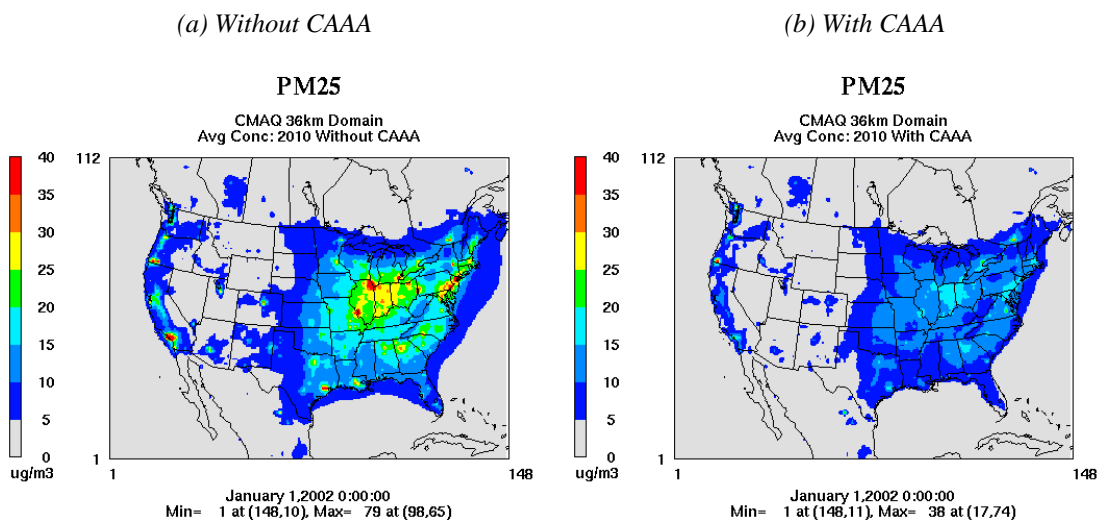 (a) Without CAAA
PM25
CMAQ 36km Domain
Avg Conc: 2010 Without CAAA
40
35
30
25
20
15
10
5
0
ug/m3
112
1
1
148
January 1,2002 0:00:00
Min= 1 at (148,10), Max= 79 at (98,65)
(b) With CAAA
PM25
CMAQ 36km Domain
Avg Conc: 2010 With CAAA
40
35
30
25
20
15
10
5
0
ug/m3
112
1
1
148
January 1,2002 0:00:00
Min= 1 at (148,11), Max= 38 at (17,74)